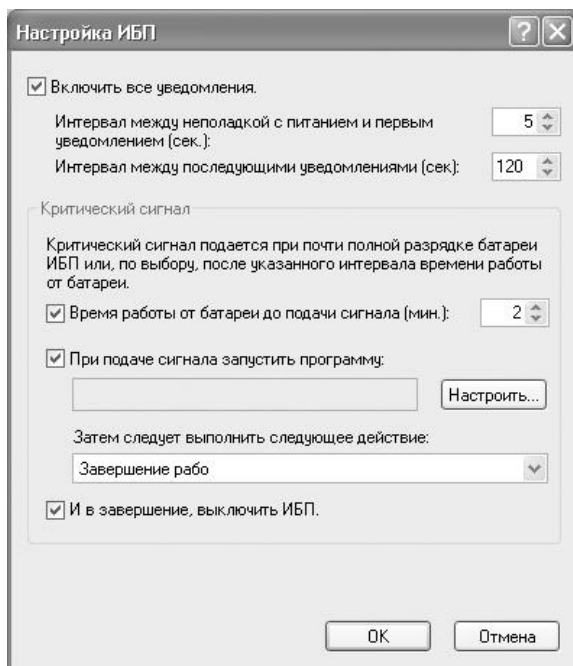 Настройка ИБП
Включить все уведомления.
Интервал между неполадкой с питанием и первым
уведомлением (сек.): 5
Интервал между последующими уведомлениями (сек): 120
Критический сигнал
Критический сигнал подается при почти полной разрядке батареи
ИБП или, по выбору, после указанного интервала времени работы
от батареи.
Время работы от батареи до подачи сигнала (мин.): 2
При подаче сигнала запустить программу:
Настроить...
Затем следует выполнить следующее действие:
Завершение рабо
И в завершение, выключить ИБП.
OK Отмена